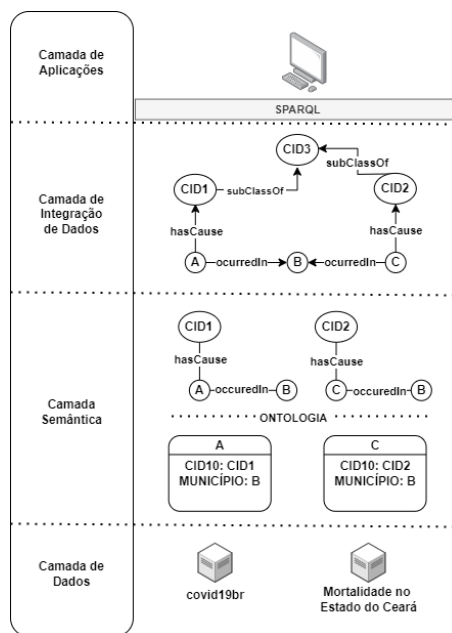 Camada de
Aplicações
SPARQL
CID3
subClassOf
CID1
subClassOf
CID2
Camada de
Integração
de Dados
hasCause
hasCause
A
ocurredIn
B
ocurredIn
C
CID1
CID2
hasCause
hasCause
A
occuredIn
B
C
occuredIn
B
Camada
Semântica
ONTOLOGIA
A
C
CID10: CID1
MUNICÍPIO: B
CID10: CID2
MUNICÍPIO: B
Camada de
Dados
covid19br
Mortalidade no
Estado do Ceará